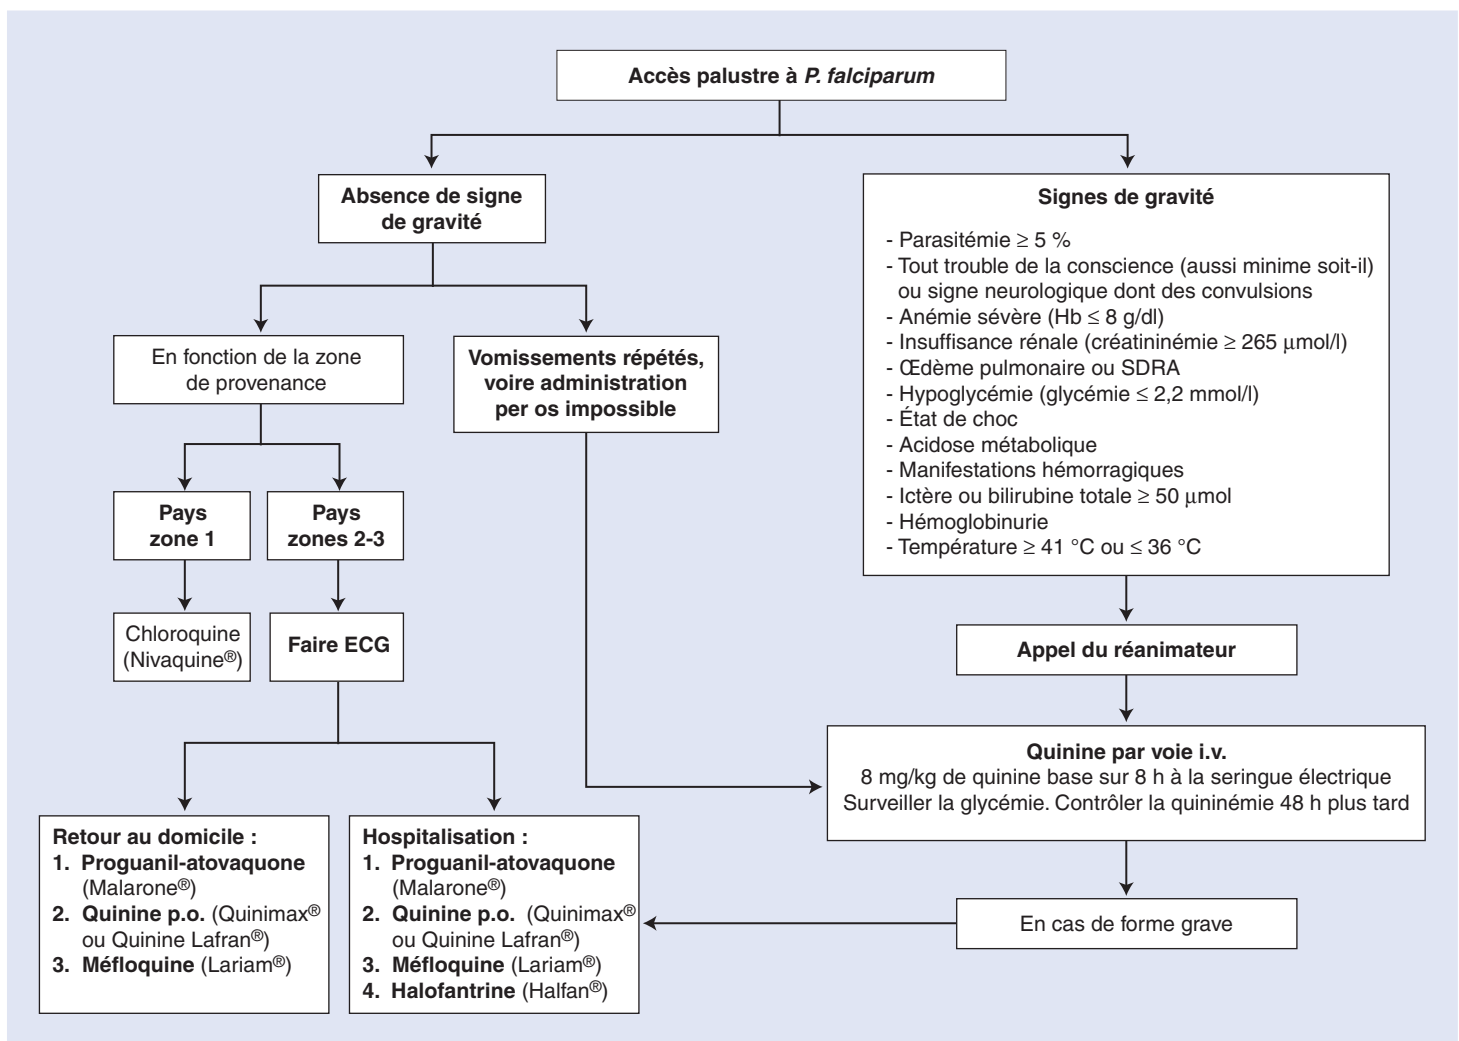 Accès palustre à P. falciparum
Absence de signe
de gravité
En fonction de la zone
de provenance
Vomissements répétés,
voire administration
per os impossible
Pays
zone 1
Pays
zones 2-3
Chloroquine
(Nivaquine®)
Faire ECG
Retour au domicile :
1. Proguanil-atovaquone
(Malarone®)
2. Quinine p.o. (Quinimax®
ou Quinine Lafran®)
3. Méfloquine (Lariam®)
Hospitalisation :
1. Proguanil-atovaquone
(Malarone®)
2. Quinine p.o. (Quinimax®
ou Quinine Lafran®)
3. Méfloquine (Lariam®)
4. Halofantrine (Halfan®)
Signes de gravité
- Parasitémie ≥ 5 %
- Tout trouble de la conscience (aussi minime soit-il)
ou signe neurologique dont des convulsions
- Anémie sévère (Hb ≤ 8 g/dl)
- Insuffisance rénale (créatininémie ≥ 265 μmol/l)
- Œdème pulmonaire ou SDRA
- Hypoglycémie (glycémie ≤ 2,2 mmol/l)
- État de choc
- Acidose métabolique
- Manifestations hémorragiques
- Ictère ou bilirubine totale ≥ 50 μmol
- Hémoglobinurie
- Température ≥ 41 °C ou ≤ 36 °C
Appel du réanimateur
Quinine par voie i.v.
8 mg/kg de quinine base sur 8 h à la seringue électrique
Surveiller la glycémie. Contrôler la quininémie 48 h plus tard
En cas de forme grave